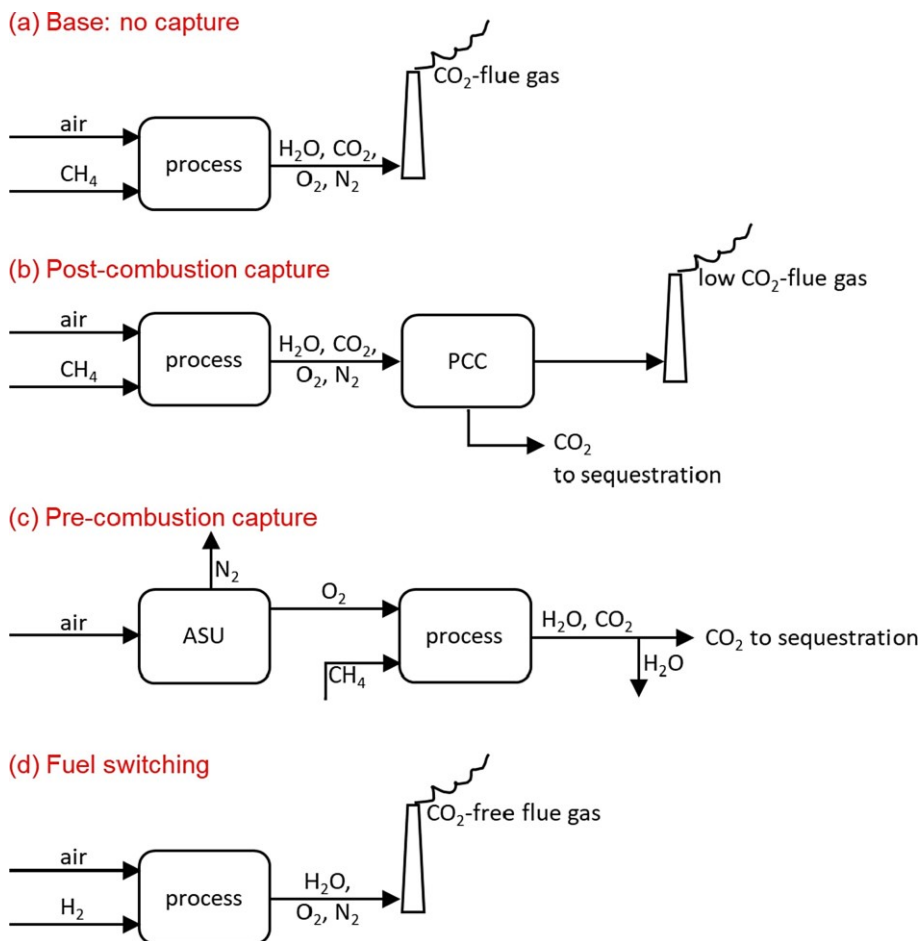 (a) Base: no capture
CO₂-flue gas
air
CH₄
process
H₂O, CO₂,
O₂, N₂
(b) Post-combustion capture
low CO₂-flue gas
air
CH₄
process
H₂O, CO₂,
O₂, N₂
PCC
CO₂
to sequestration
(c) Pre-combustion capture
N₂
air
ASU
O₂
CH₄
process
H₂O, CO₂
CO₂ to sequestration
H₂O
(d) Fuel switching
CO₂-free flue gas
air
H₂
process
H₂O,
O₂, N₂